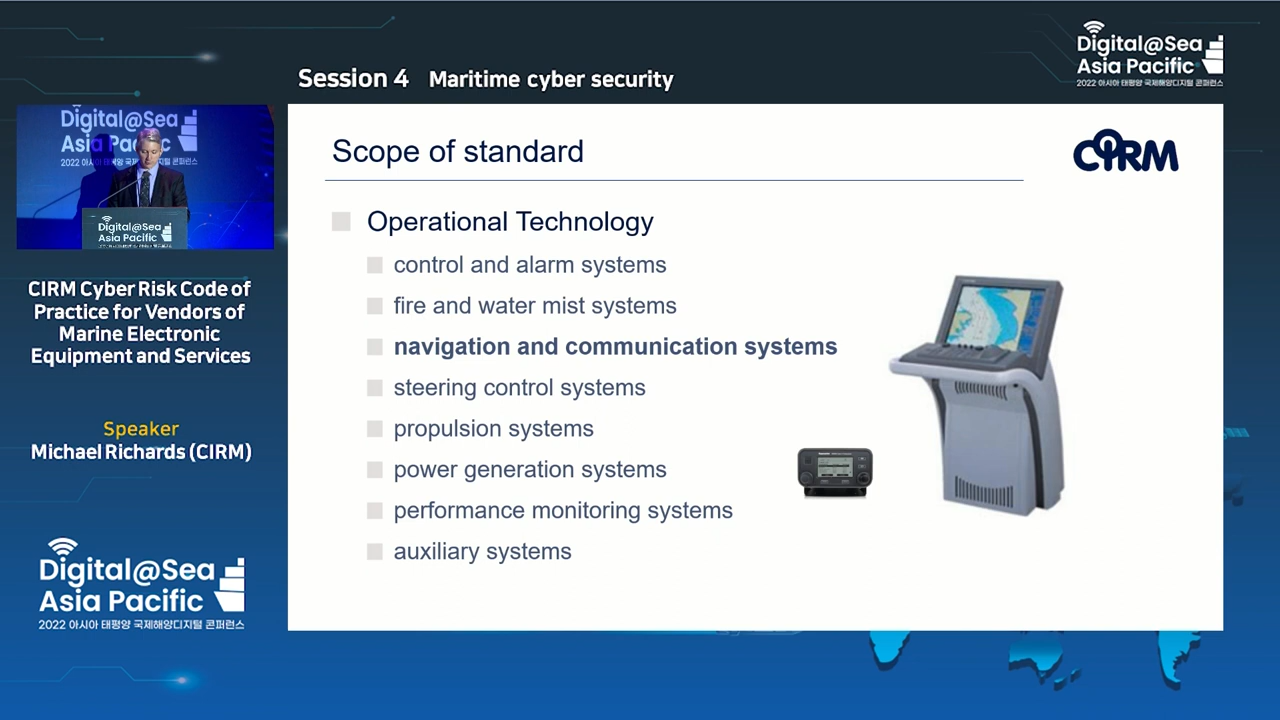 Session 4 Maritime cyber security
Digital@Sea
Asia Pacific
2022 아시아 태평양 국제해양디지털 콘퍼런스
Digital@Sea
Asia Pacific
2022 아시아 태평양 국제해양디지털 콘퍼런스
Digital@Sea
Asia Pacific
CIRM Cyber Risk Code of
Practice for Vendors of
Marine Electronic
Equipment and Services
Speaker
Michael Richards (CIRM)
Digital@Sea
Asia Pacific
2022 아시아 태평양 국제해양디지털 콘퍼런스
Scope of standard
CIRM
Operational Technology
control and alarm systems
fire and water mist systems
navigation and communication systems
steering control systems
propulsion systems
power generation systems
performance monitoring systems
auxiliary systems